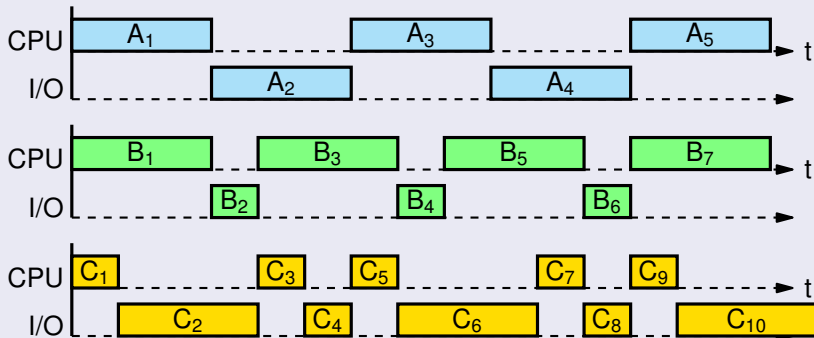 CPU A₁ A₃ A₅ t
I/O A₂ A₄
CPU B₁ B₃ B₅ B₇ t
I/O B₂ B₄ B₆
CPU C₁ C₃ C₅ C₇ C₉ t
I/O C₂ C₄ C₆ C₈ C₁₀